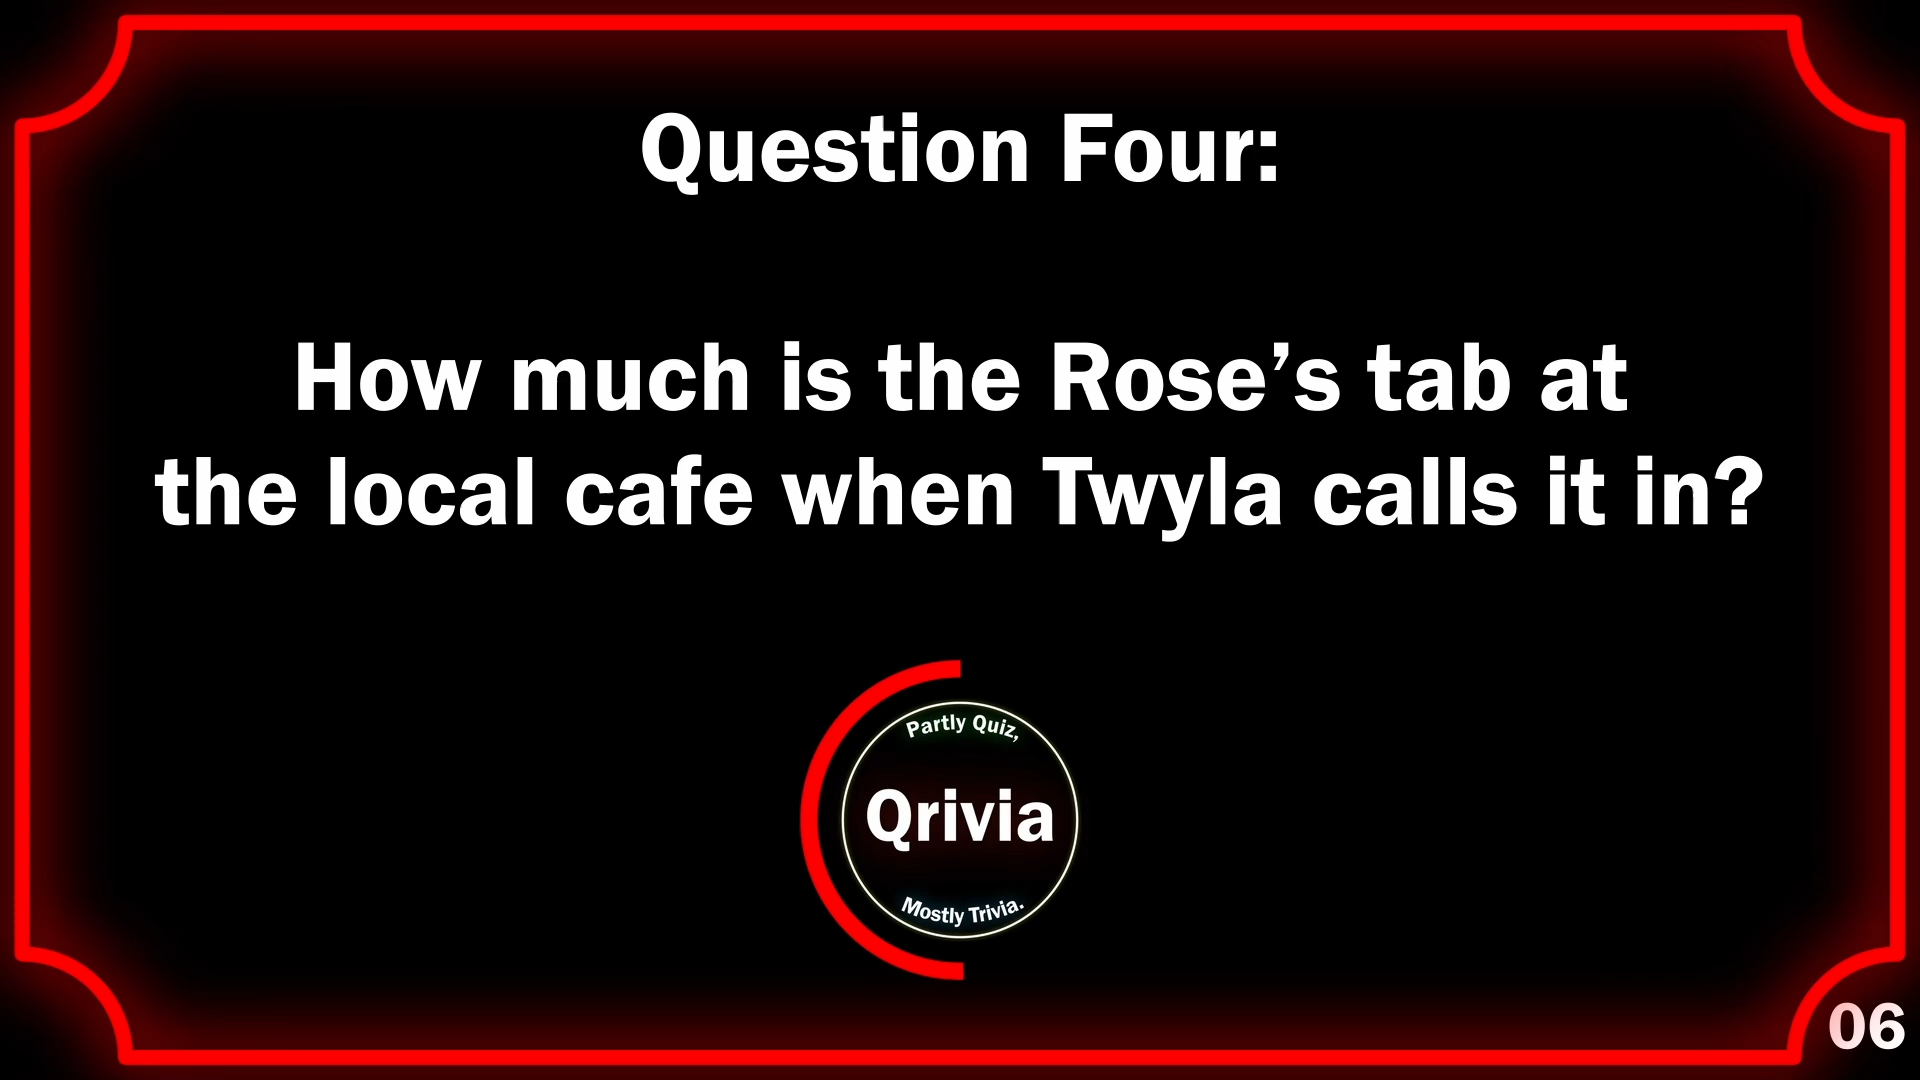 Question Four:
How much is the Rose’s tab at
the local cafe when Twyla calls it in?
Partly Quiz,
Qrivia
Mostly Trivia.
06